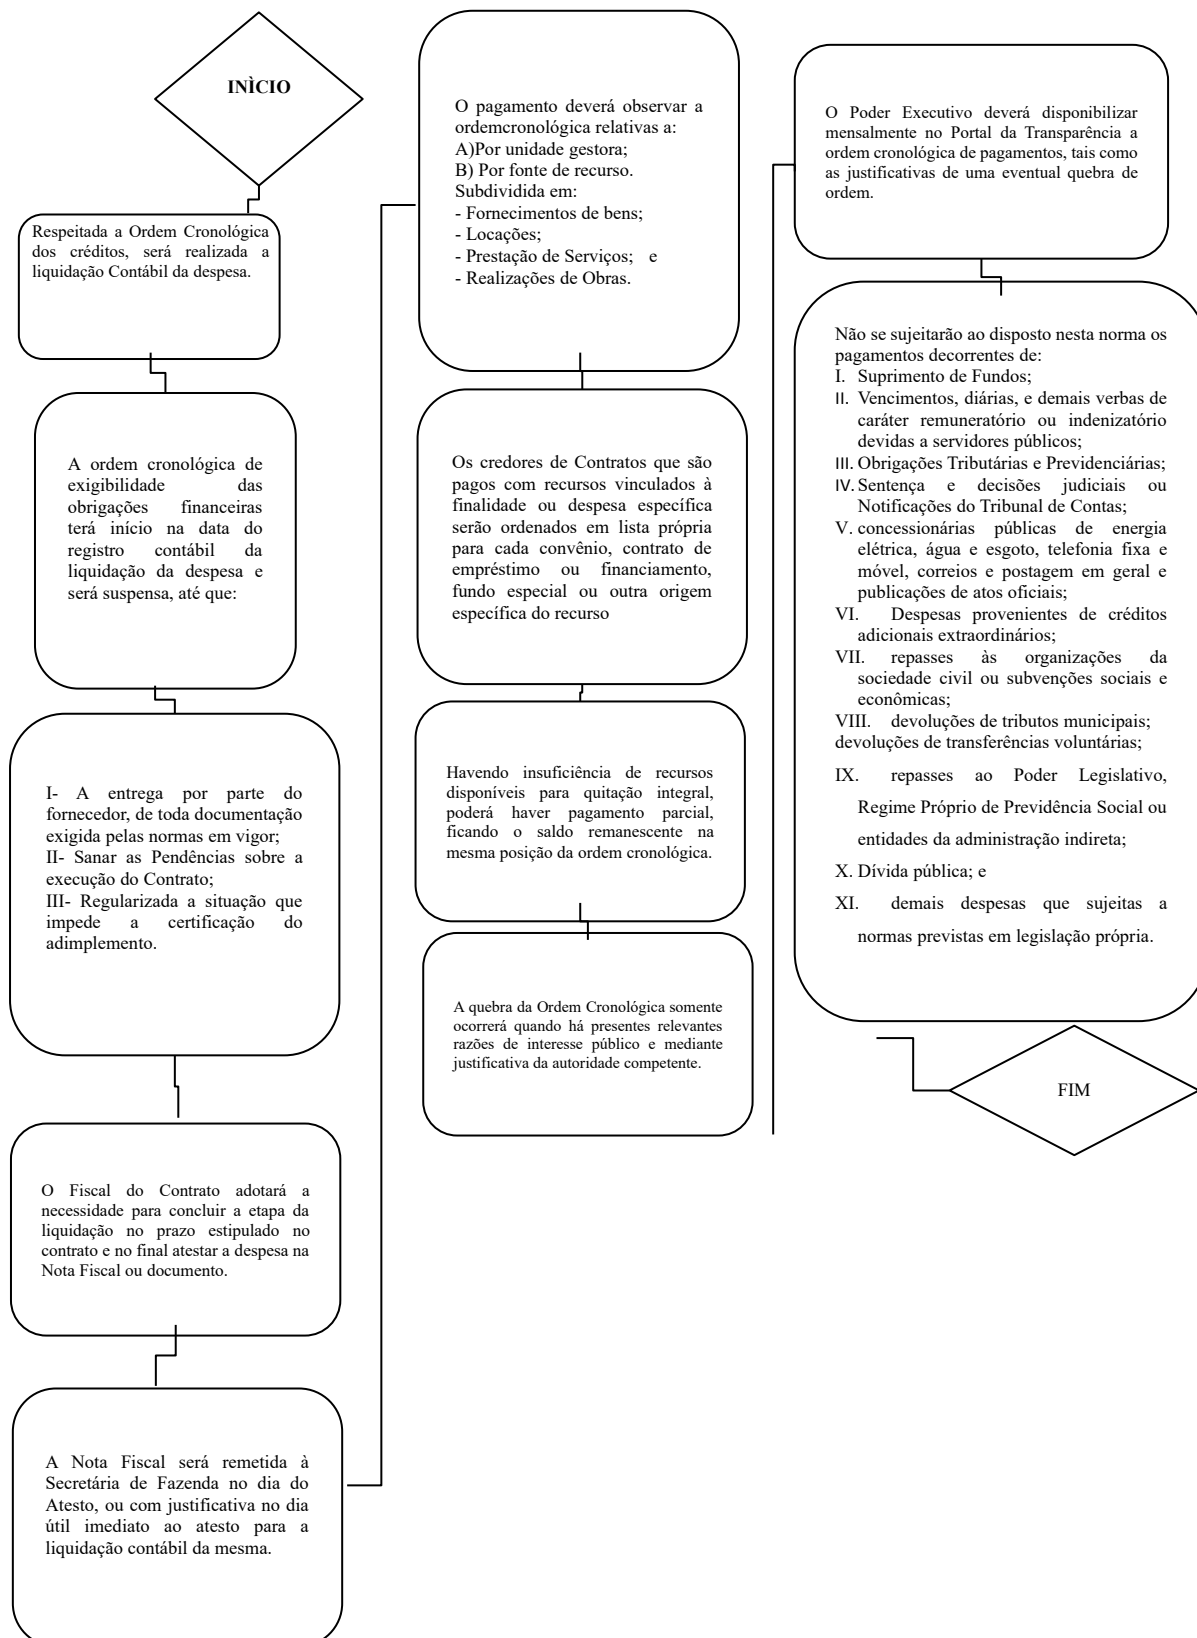 INÌCIO
Respeitada a Ordem Cronológica
dos créditos, será realizada a
liquidação Contábil da despesa.
A ordem cronológica de
exigibilidade das
obrigações financeiras
terá início na data do
registro contábil da
liquidação da despesa e
será suspensa, até que:
I- A entrega por parte do
fornecedor, de toda documentação
exigida pelas normas em vigor;
II- Sanar as Pendências sobre a
execução do Contrato;
III- Regularizada a situação que
impede a certificação do
adimplemento.
O Fiscal do Contrato adotará a
necessidade para concluir a etapa da
liquidação no prazo estipulado no
contrato e no final atestar a despesa na
Nota Fiscal ou documento.
A Nota Fiscal será remetida à
Secretária de Fazenda no dia do
Atesto, ou com justificativa no dia
útil imediato ao atesto para a
liquidação contábil da mesma.
O pagamento deverá observar a
ordemcronológica relativas a:
A)Por unidade gestora;
B) Por fonte de recurso.
Subdividida em:
- Fornecimentos de bens;
- Locações;
- Prestação de Serviços; e
- Realizações de Obras.
Os credores de Contratos que são
pagos com recursos vinculados à
finalidade ou despesa específica
serão ordenados em lista própria
para cada convênio, contrato de
empréstimo ou financiamento,
fundo especial ou outra origem
específica do recurso
Havendo insuficiência de recursos
disponíveis para quitação integral,
poderá haver pagamento parcial,
ficando o saldo remanescente na
mesma posição da ordem cronológica.
A quebra da Ordem Cronológica somente
ocorrerá quando há presentes relevantes
razões de interesse público e mediante
justificativa da autoridade competente.
O Poder Executivo deverá disponibilizar
mensalmente no Portal da Transparência a
ordem cronológica de pagamentos, tais como
as justificativas de uma eventual quebra de
ordem.
Não se sujeitarão ao disposto nesta norma os
pagamentos decorrentes de:
I. Suprimento de Fundos;
II. Vencimentos, diárias, e demais verbas de
caráter remuneratório ou indenizatório
devidas a servidores públicos;
III. Obrigações Tributárias e Previdenciárias;
IV. Sentença e decisões judiciais ou
Notificações do Tribunal de Contas;
V. concessionárias públicas de energia
elétrica, água e esgoto, telefonia fixa e
móvel, correios e postagem em geral e
publicações de atos oficiais;
VI. Despesas provenientes de créditos
adicionais extraordinários;
VII. repasses às organizações da
sociedade civil ou subvenções sociais e
econômicas;
VIII. devoluções de tributos municipais;
devoluções de transferências voluntárias;
IX. repasses ao Poder Legislativo,
Regime Próprio de Previdência Social ou
entidades da administração indireta;
X. Dívida pública; e
XI. demais despesas que sujeitas a
normas previstas em legislação própria.
FIM